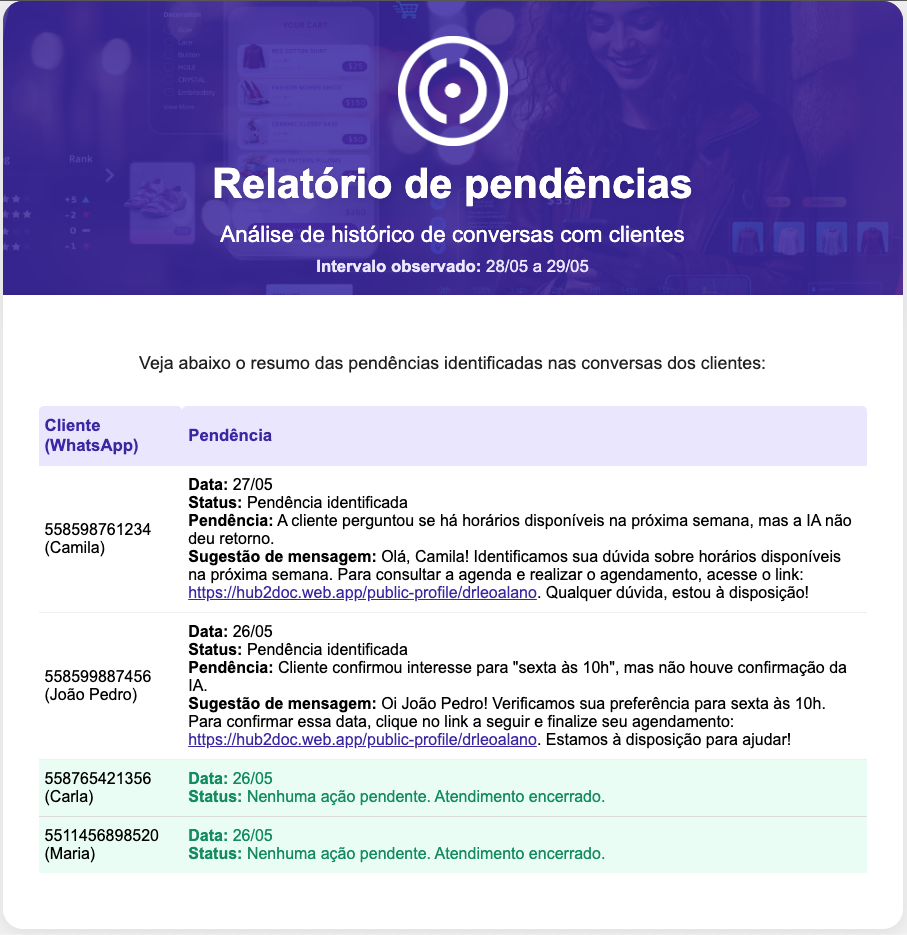 YOUR CART
Rank
+5
-2
0
-1
Relatório de pendências
Análise de histórico de conversas com clientes
Intervalo observado: 28/05 a 29/05
Veja abaixo o resumo das pendências identificadas nas conversas dos clientes:
Cliente
(WhatsApp)
Pendência
558598761234
(Camila)
Data: 27/05
Status: Pendência identificada
Pendência: A cliente perguntou se há horários disponíveis na próxima semana, mas a IA não
deu retorno.
Sugestão de mensagem: Olá, Camila! Identificamos sua dúvida sobre horários disponíveis
na próxima semana. Para consultar a agenda e realizar o agendamento, acesse o link:
https://hub2doc.web.app/public-profile/drleoalano. Qualquer dúvida, estou à disposição!
558599887456
(João Pedro)
Data: 26/05
Status: Pendência identificada
Pendência: Cliente confirmou interesse para "sexta às 10h", mas não houve confirmação da
IA.
Sugestão de mensagem: Oi João Pedro! Verificamos sua preferência para sexta às 10h.
Para confirmar essa data, clique no link a seguir e finalize seu agendamento:
https://hub2doc.web.app/public-profile/drleoalano. Estamos à disposição para ajudar!
558765421356
(Carla)
Data: 26/05
Status: Nenhuma ação pendente. Atendimento encerrado.
5511456898520
(Maria)
Data: 26/05
Status: Nenhuma ação pendente. Atendimento encerrado.